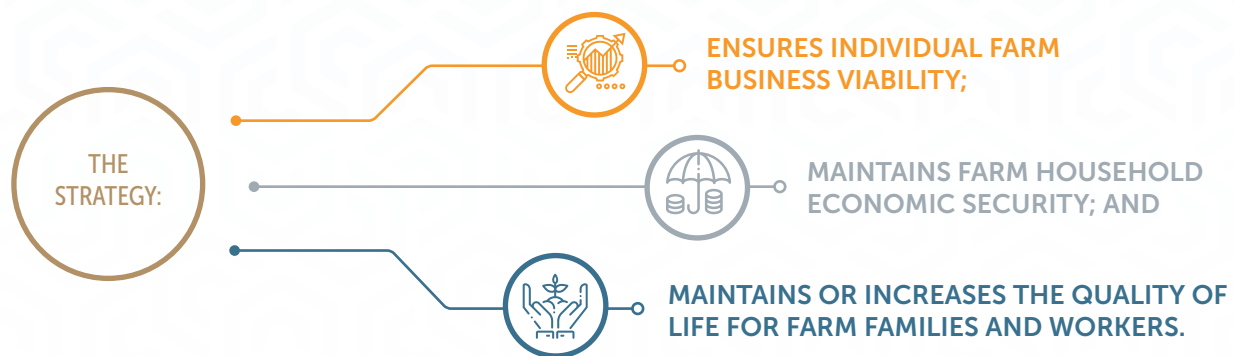 THE
STRATEGY:
ENSURES INDIVIDUAL FARM
BUSINESS VIABILITY;
MAINTAINS FARM HOUSEHOLD
ECONOMIC SECURITY; AND
MAINTAINS OR INCREASES THE QUALITY OF
LIFE FOR FARM FAMILIES AND WORKERS.